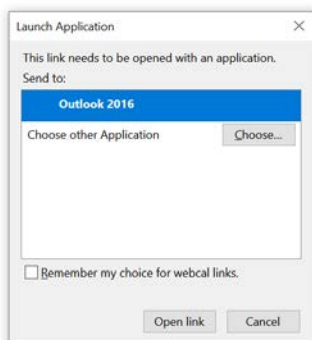 Launch Application
This link needs to be opened with an application.
Send to:
Outlook 2016
Choose other Application Choose...
Remember my choice for webcal links.
Open link Cancel